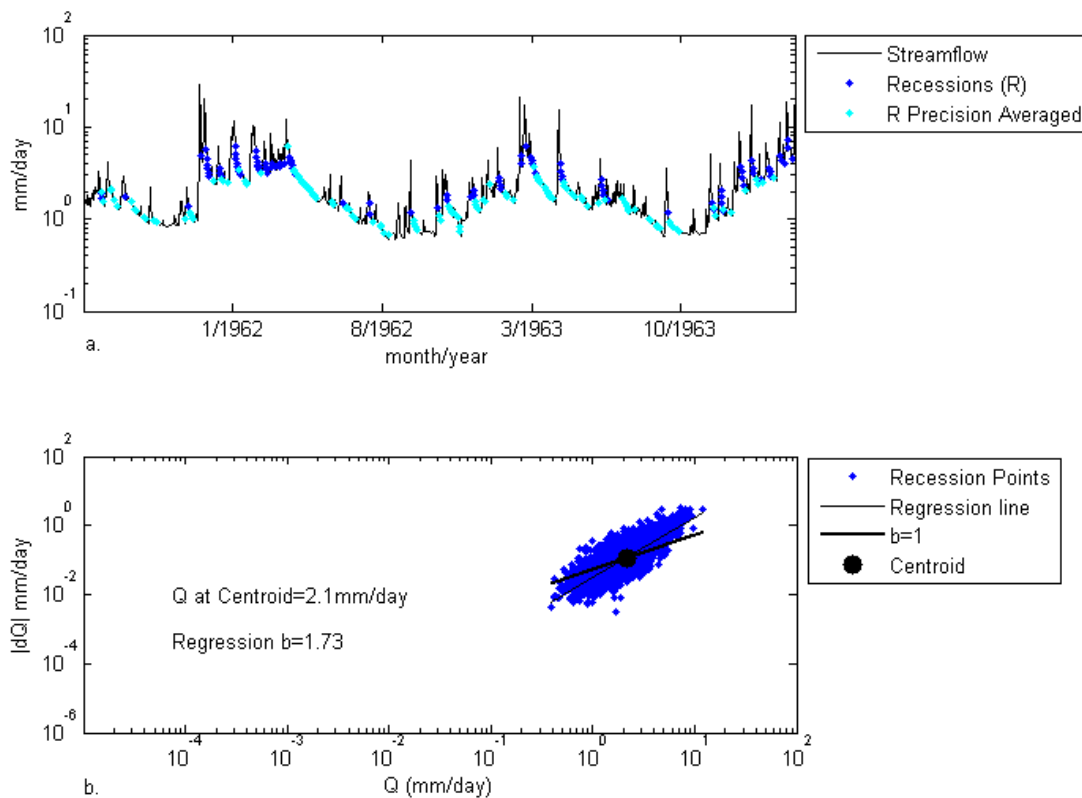 10^2
10^1
10^0
10^-1
10^-1
mm/day
1/1962
8/1962
3/1963
10/1963
month/year
a.
Streamflow
Recessions (R)
R Precision Averaged
10^2
10^0
10^-2
10^-4
10^-6
|dQ| mm/day
Q at Centroid=2.1mm/day
Regression b=1.73
10^-4
10^-3
10^-2
10^-1
10^0
10^1
10^2
Q (mm/day)
b.
Recession Points
Regression line
b=1
Centroid